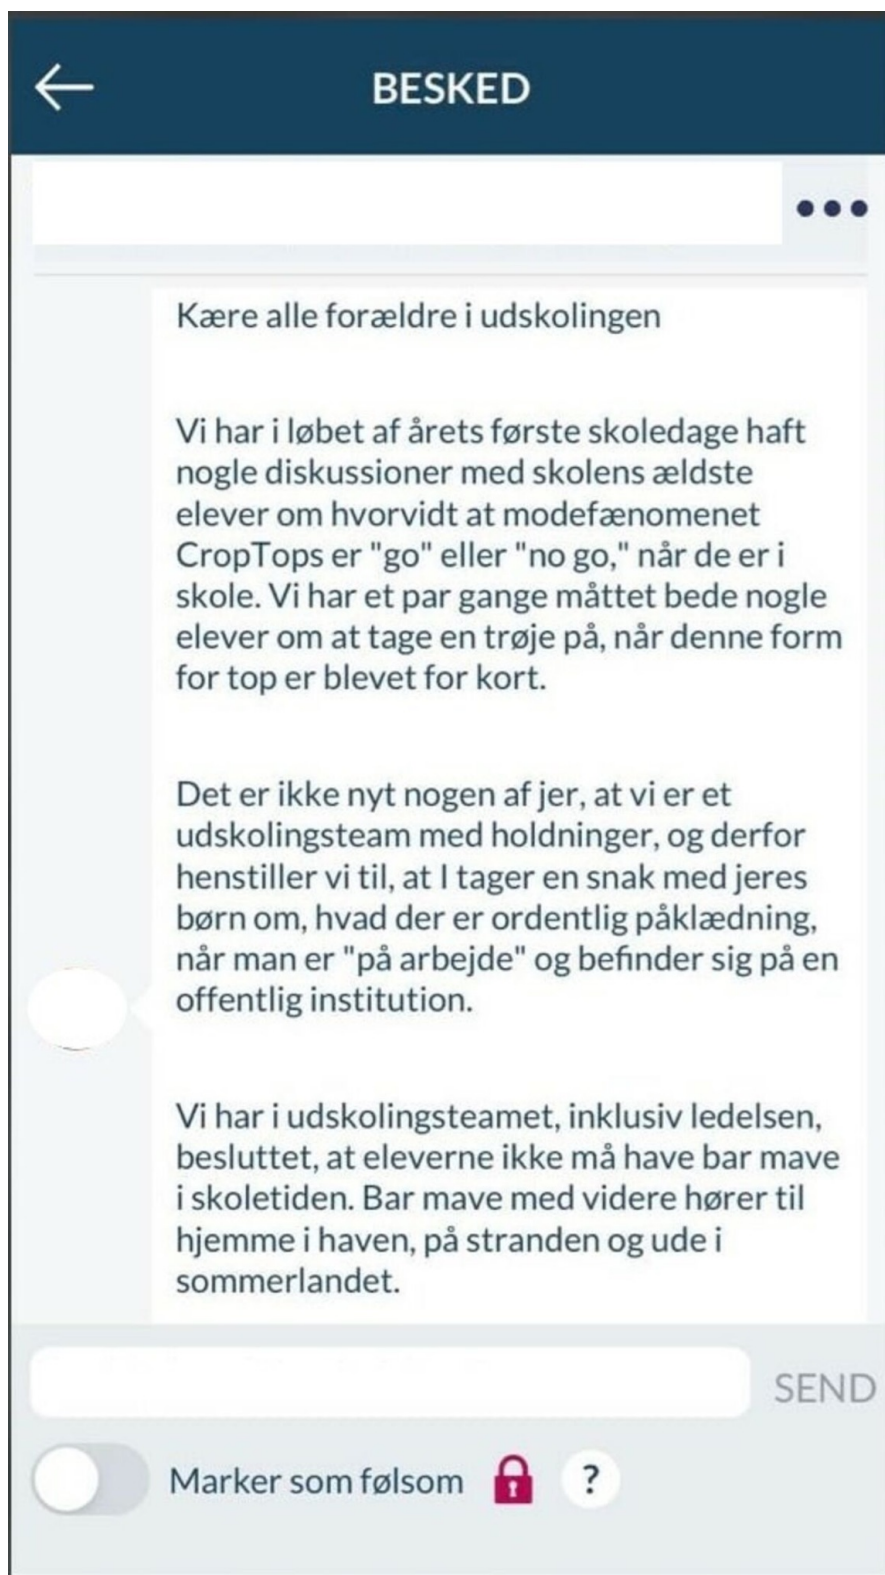 BESKED
Kære alle forældre i udskolingen
Vi har i løbet af årets første skoledage haft
nogle diskussioner med skolens ældste
elever om hvorvidt at modefænomenet
CropTops er "go" eller "no go," når de er i
skole. Vi har et par gange måttet bede nogle
elever om at tage en trøje på, når denne form
for top er blevet for kort.
Det er ikke nyt nogen af jer, at vi er et
udskolingsteam med holdninger, og derfor
henstiller vi til, at I tager en snak med jeres
børn om, hvad der er ordentlig påklædning,
når man er "på arbejde" og befinder sig på en
offentlig institution.
Vi har i udskolingsteamet, inklusiv ledelsen,
besluttet, at eleverne ikke må have bar mave
i skoletiden. Bar mave med videre hører til
hjemme i haven, på stranden og ude i
sommerlandet.
SEND
Marker som følsom ?